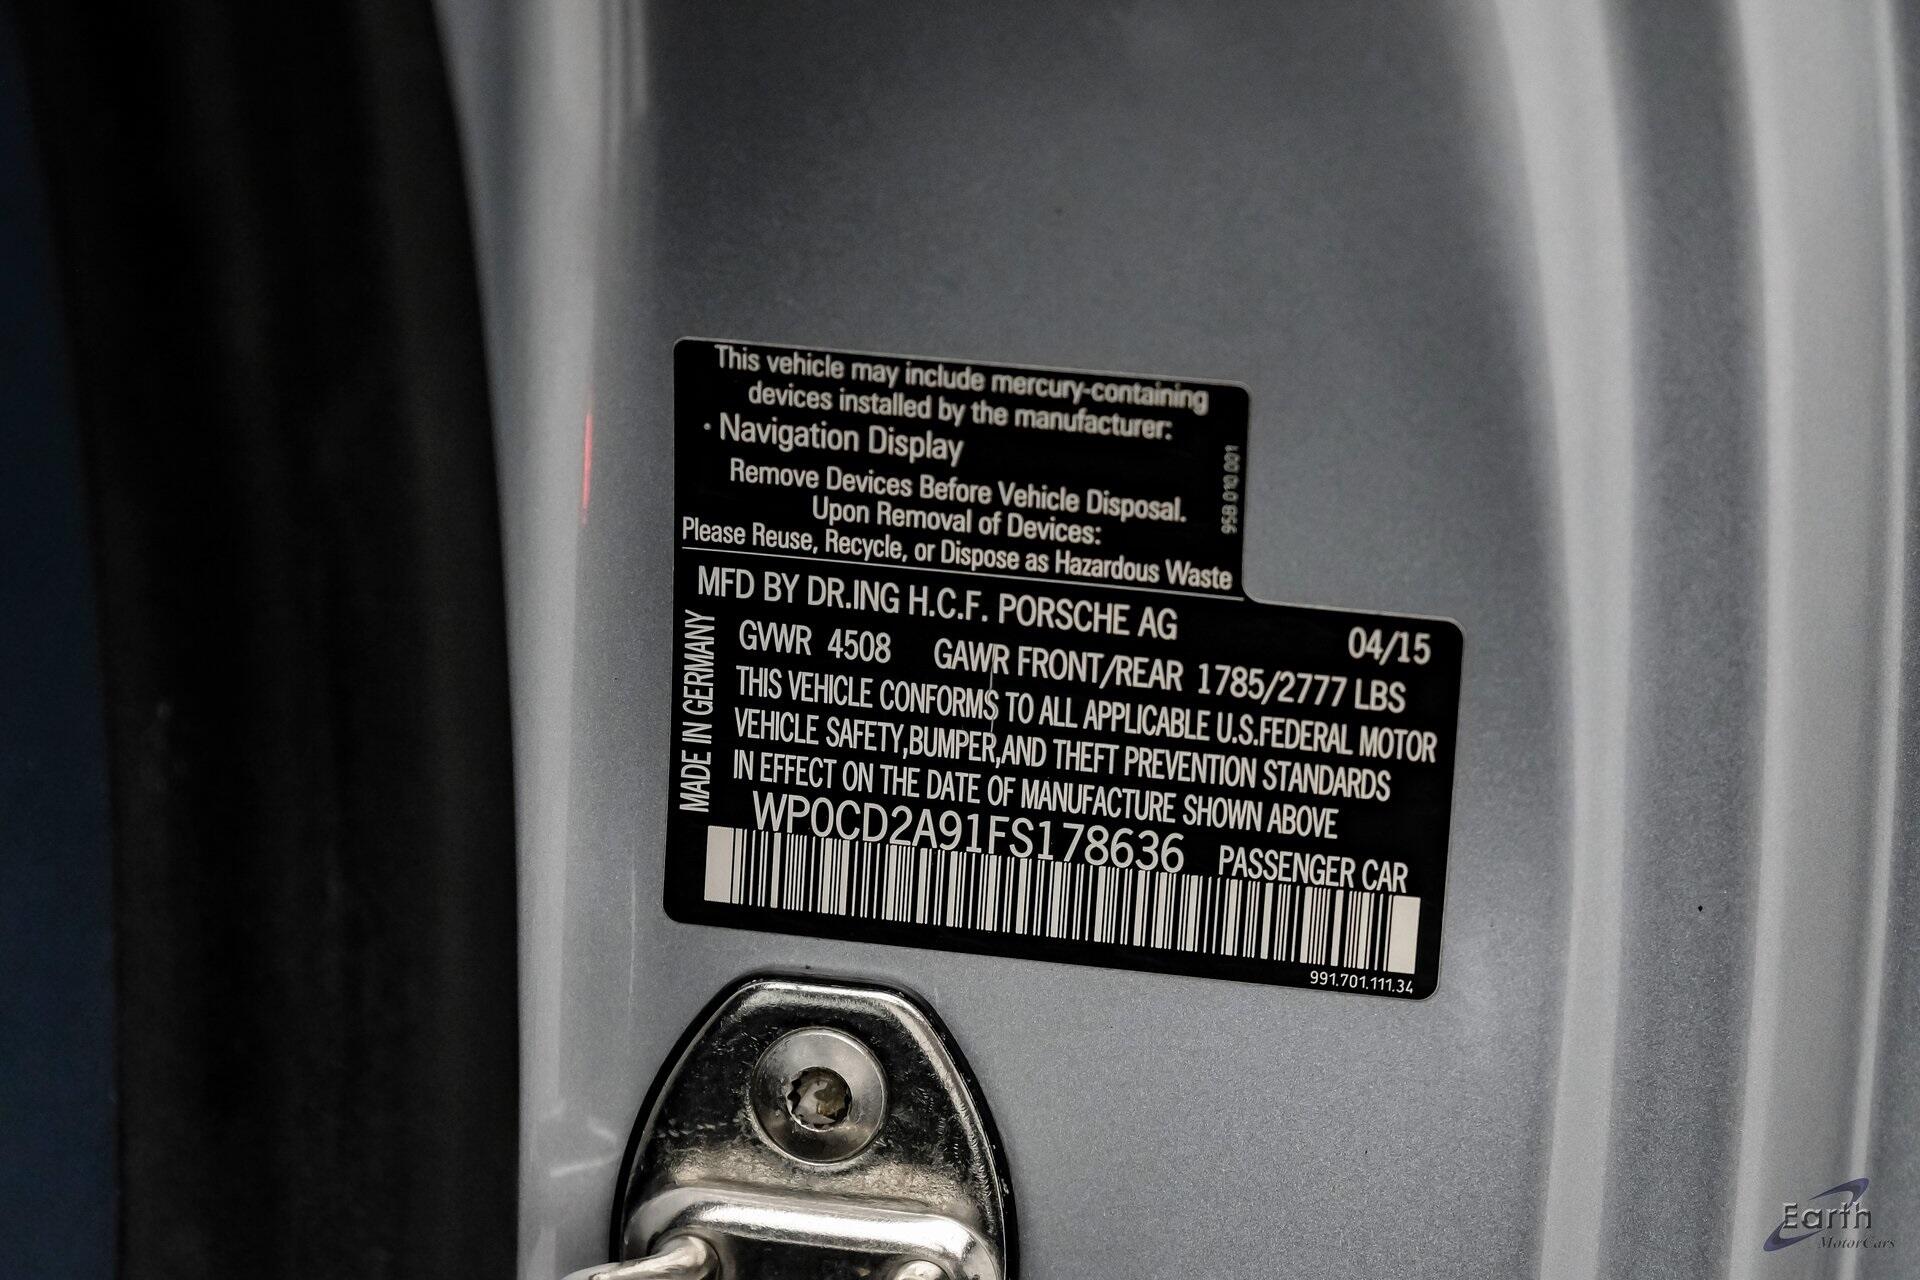 This vehicle may include mercury-containing
devices installed by the manufacturer:
· Navigation Display
Remove Devices Before Vehicle Disposal.
Upon Removal of Devices:
Please Reuse, Recycle, or Dispose as Hazardous Waste
95B 010 001
MFD BY DR.ING H.C.F. PORSCHE AG 04/15
GVWR 4508 GAWR FRONT/REAR 1785/2777 LBS
THIS VEHICLE CONFORMS TO ALL APPLICABLE U.S.FEDERAL MOTOR
VEHICLE SAFETY,BUMPER,AND THEFT PREVENTION STANDARDS
IN EFFECT ON THE DATE OF MANUFACTURE SHOWN ABOVE
WP0CD2A91FS178636 PASSENGER CAR
MADE IN GERMANY
991.701.111.34
Earth
MotorCars